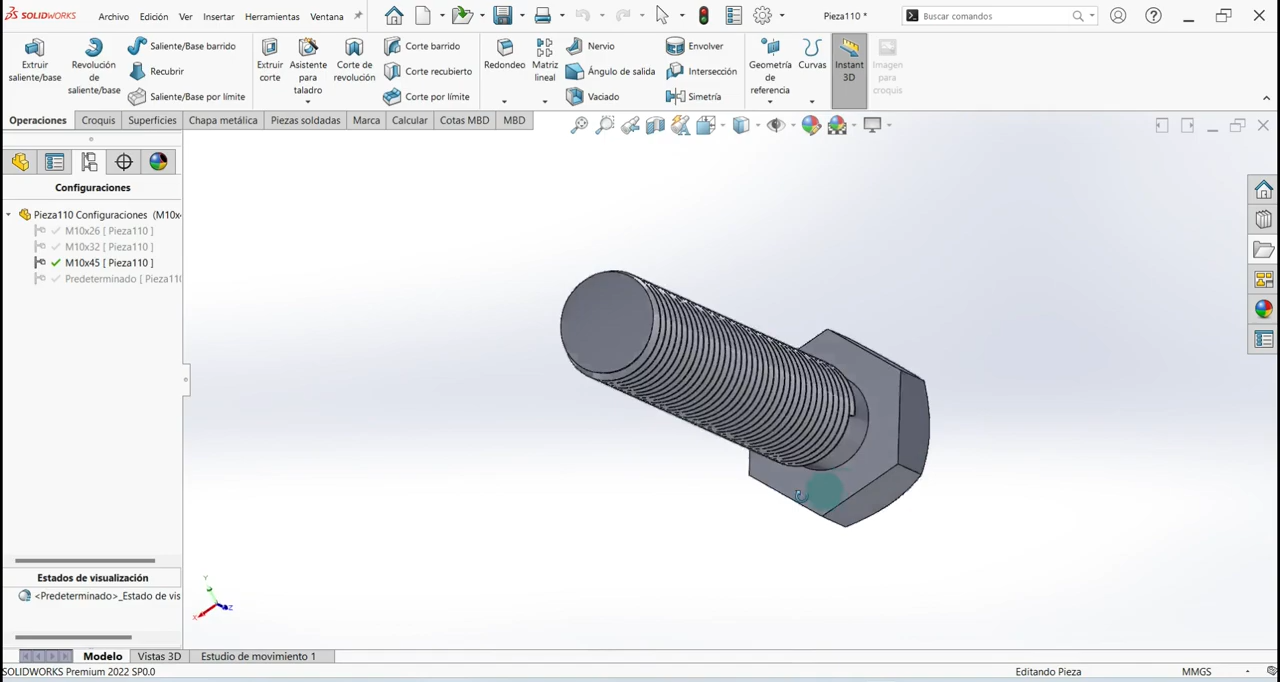 SOLIDWORKS
Archivo Edición Ver Insertar Herramientas Ventana
Pieza110 *
Buscar comandos
Extruir saliente/base
Revolución de saliente/base
Saliente/Base barrido
Recubrir
Saliente/Base por límite
Extruir corte
Asistente para taladro
Corte de revolución
Corte barrido
Corte recubierto
Corte por límite
Redondeo
Matriz lineal
Nervio
Ángulo de salida
Vaciado
Envolver
Intersección
Simetría
Geometría de referencia
Curvas
Instant 3D
Imagen para croquis
Operaciones Croquis Superficies Chapa metálica Piezas soldadas Marca Calcular Cotas MBD MBD
Configuraciones
Pieza110 Configuraciones (M10x
M10x26 [ Pieza110 ]
M10x32 [ Pieza110 ]
M10x45 [ Pieza110 ]
Predeterminado [ Pieza110
Estados de visualización
<Predeterminado>_Estado de vis
Y
X
Z
Modelo Vistas 3D Estudio de movimiento 1
SOLIDWORKS Premium 2022 SP0.0
Editando Pieza
MMGS